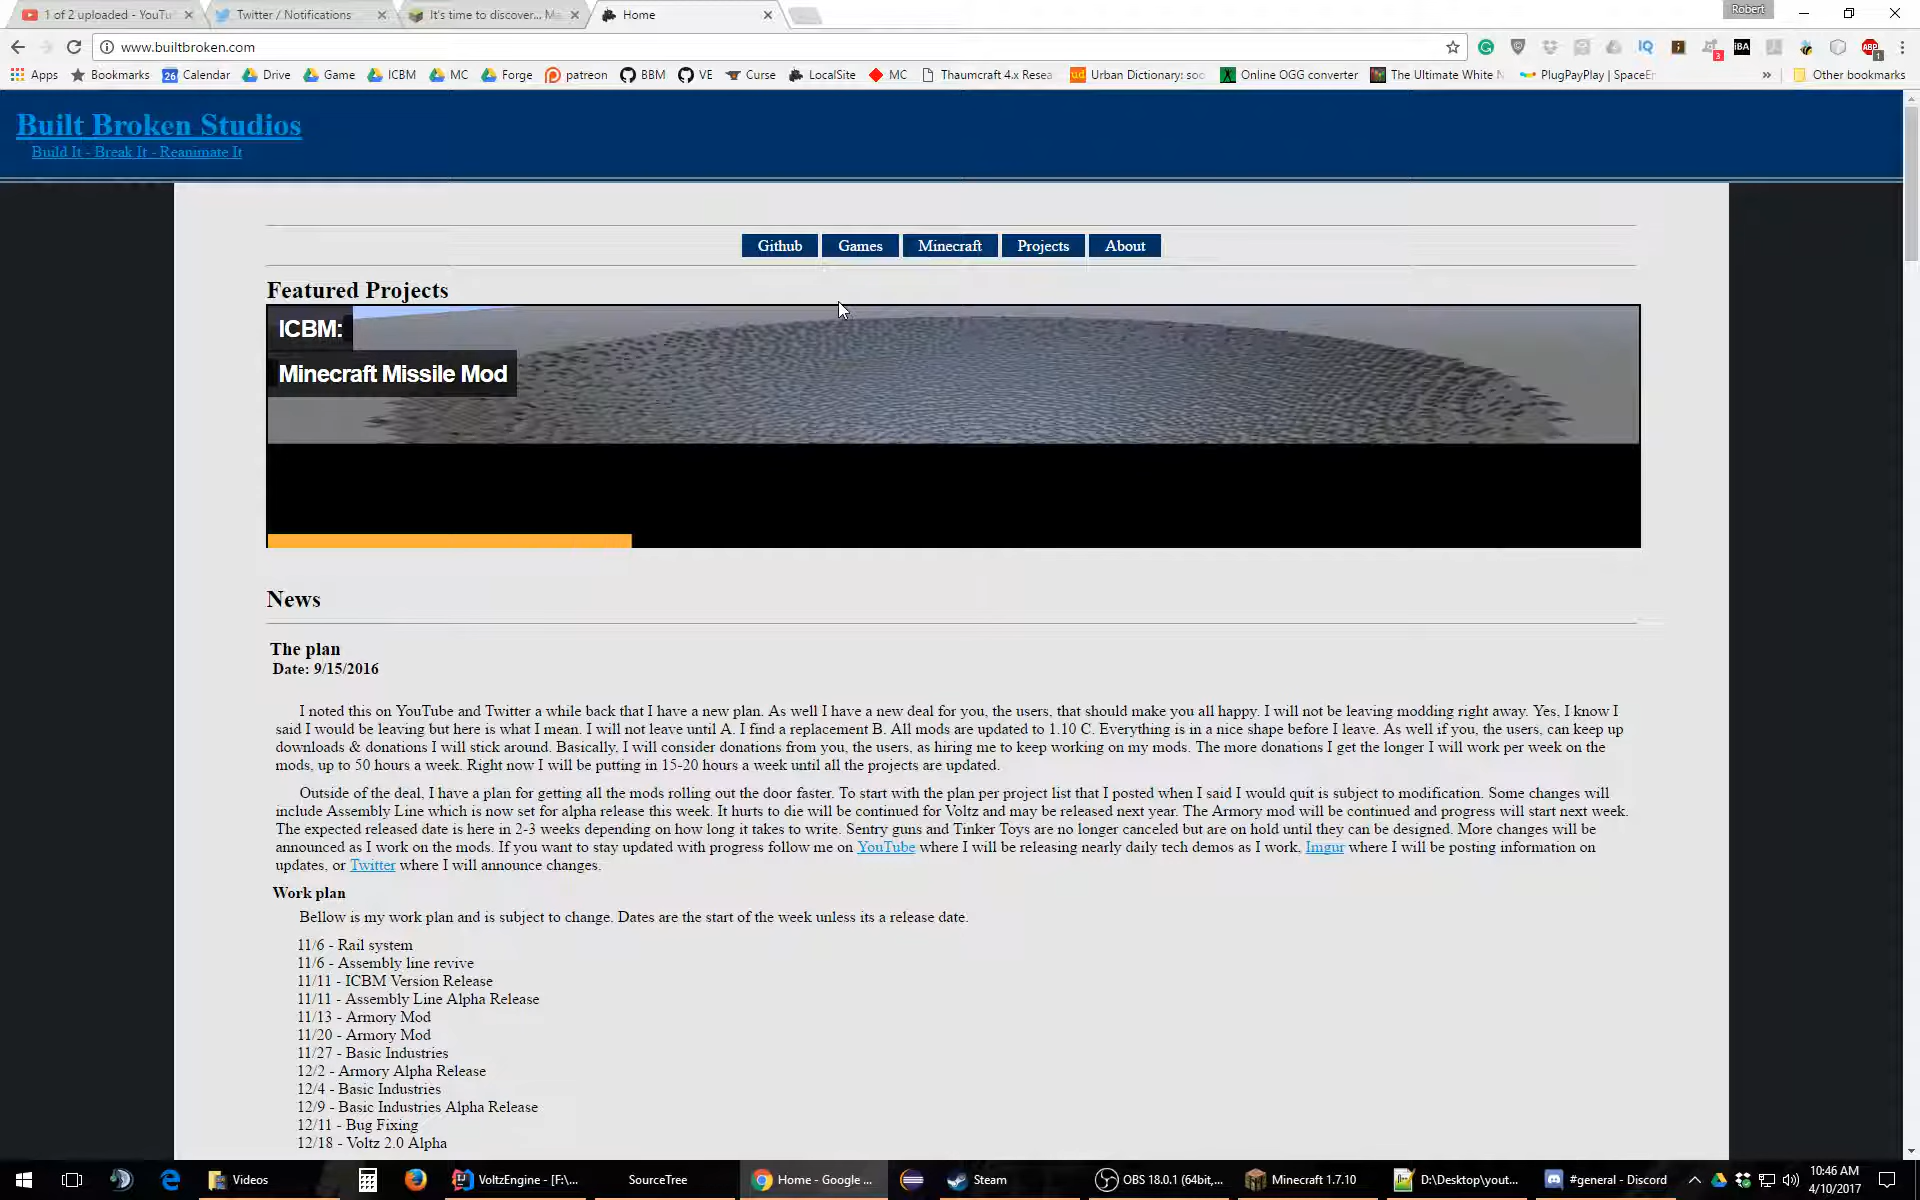 1 of 2 uploaded - YouTu
Twitter / Notifications
It's time to discover... M
Home
Robert
www.builtbroken.com
Apps
Bookmarks
Calendar
Drive
Game
ICBM
MC
Forge
patreon
BBM
VE
Curse
LocalSite
MC
Thaumcraft 4.x Resea
Urban Dictionary: soc
Online OGG converter
The Ultimate White N
PlugPayPlay | SpaceEn
Other bookmarks
Built Broken Studios
Build It - Break It - Reanimate It
Github
Games
Minecraft
Projects
About
Featured Projects
ICBM:
Minecraft Missile Mod
News
The plan
Date: 9/15/2016
I noted this on YouTube and Twitter a while back that I have a new plan. As well I have a new deal for you, the users, that should make you all happy. I will not be leaving modding right away. Yes, I know I
said I would be leaving but here is what I mean. I will not leave until A. I find a replacement B. All mods are updated to 1.10 C. Everything is in a nice shape before I leave. As well if you, the users, can keep up
downloads & donations I will stick around. Basically, I will consider donations from you, the users, as hiring me to keep working on my mods. The more donations I get the longer I will work per week on the
mods, up to 50 hours a week. Right now I will be putting in 15-20 hours a week until all the projects are updated.
Outside of the deal, I have a plan for getting all the mods rolling out the door faster. To start with the plan per project list that I posted when I said I would quit is subject to modification. Some changes will
include Assembly Line which is now set for alpha release this week. It hurts to die will be continued for Voltz and may be released next year. The Armory mod will be continued and progress will start next week.
The expected released date is here in 2-3 weeks depending on how long it takes to write. Sentry guns and Tinker Toys are no longer canceled but are on hold until they can be designed. More changes will be
announced as I work on the mods. If you want to stay updated with progress follow me on YouTube where I will be releasing nearly daily tech demos as I work, Imgur where I will be posting information on
updates, or Twitter where I will announce changes.
Work plan
Bellow is my work plan and is subject to change. Dates are the start of the week unless its a release date.
11/6 - Rail system
11/6 - Assembly line revive
11/11 - ICBM Version Release
11/11 - Assembly Line Alpha Release
11/13 - Armory Mod
11/20 - Armory Mod
11/27 - Basic Industries
12/2 - Armory Alpha Release
12/4 - Basic Industries
12/9 - Basic Industries Alpha Release
12/11 - Bug Fixing
12/18 - Voltz 2.0 Alpha
Videos
VoltzEngine - [F:\...
SourceTree
Home - Google ...
Steam
OBS 18.0.1 (64bit,...
Minecraft 1.7.10
D:\Desktop\yout...
#general - Discord
10:46 AM
4/10/2017